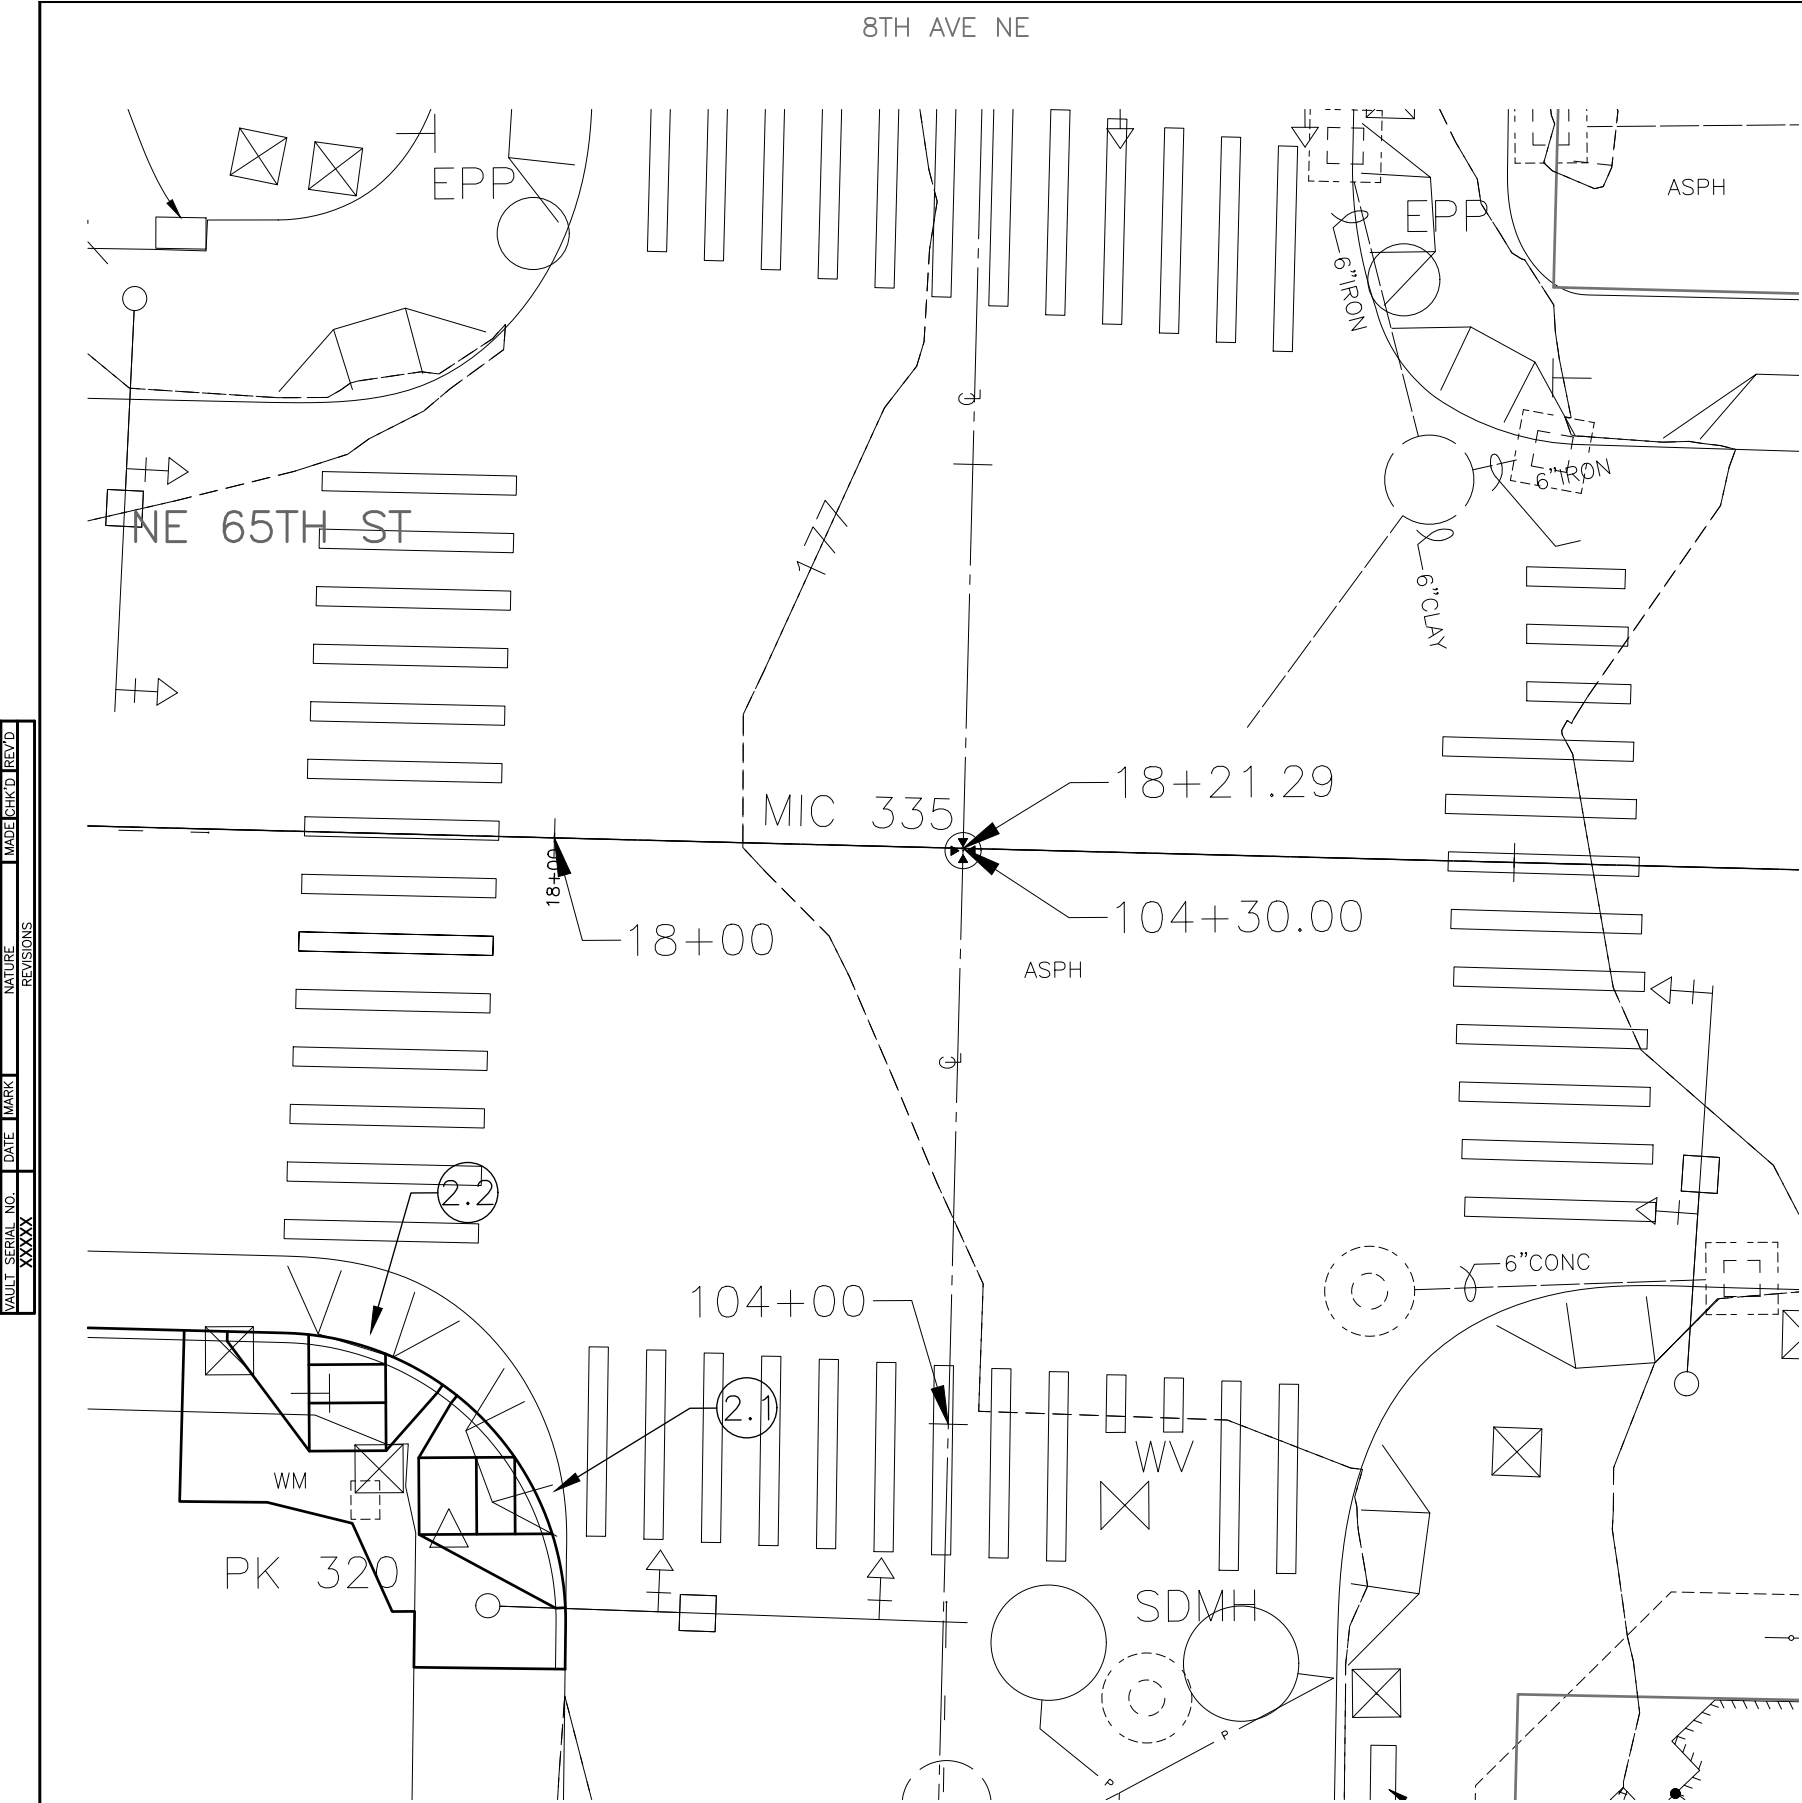 8TH AVE NE
EPP
EPP
ASPH
6"IRON
℄
6"IRON
NE 65TH ST
177
6"CLAY
18+21.29
MIC 335
18+00
104+30.00
18+00
ASPH
℄
2.2
6"CONC
104+00
2.1
WV
WM
PK 320
SDMH
P
P
VAULT SERIAL NO.
XXXXX
DATE
MARK
NATURE
MADE
CHK'D
REV'D
REVISIONS